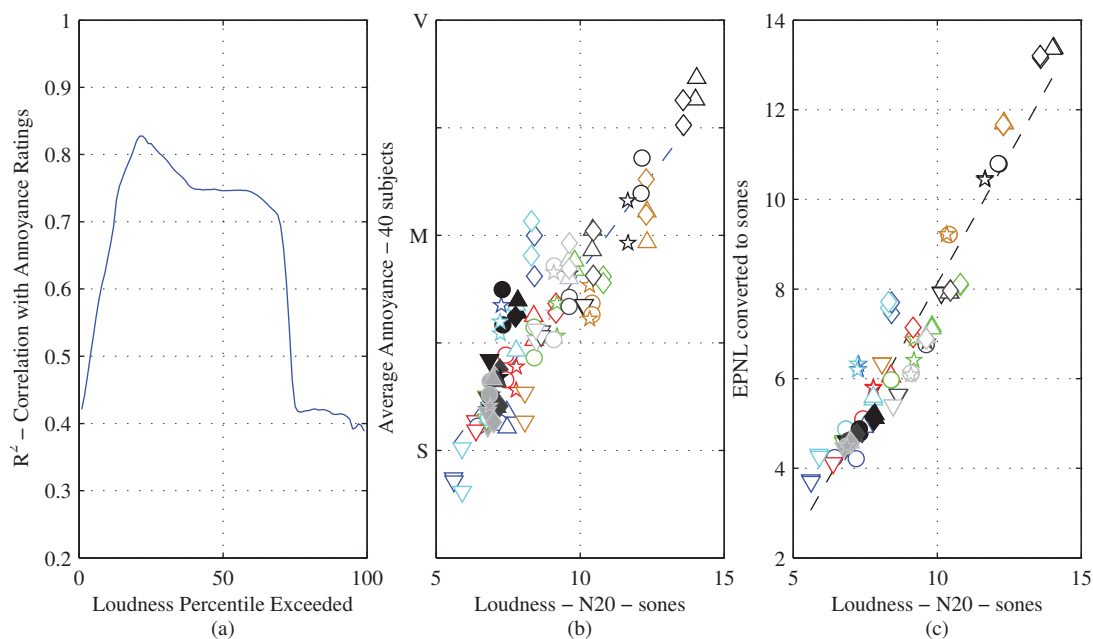 1
0.9
0.8
0.7
0.6
0.5
0.4
0.3
0.2
0
50
100
R² – Correlation with Annoyance Ratings
Loudness Percentile Exceeded
(a)
V
M
S
5
10
15
Average Annoyance – 40 subjects
Loudness – N20 – sones
(b)
14
12
10
8
6
4
2
5
10
15
EPNL converted to sones
Loudness – N20 – sones
(c)